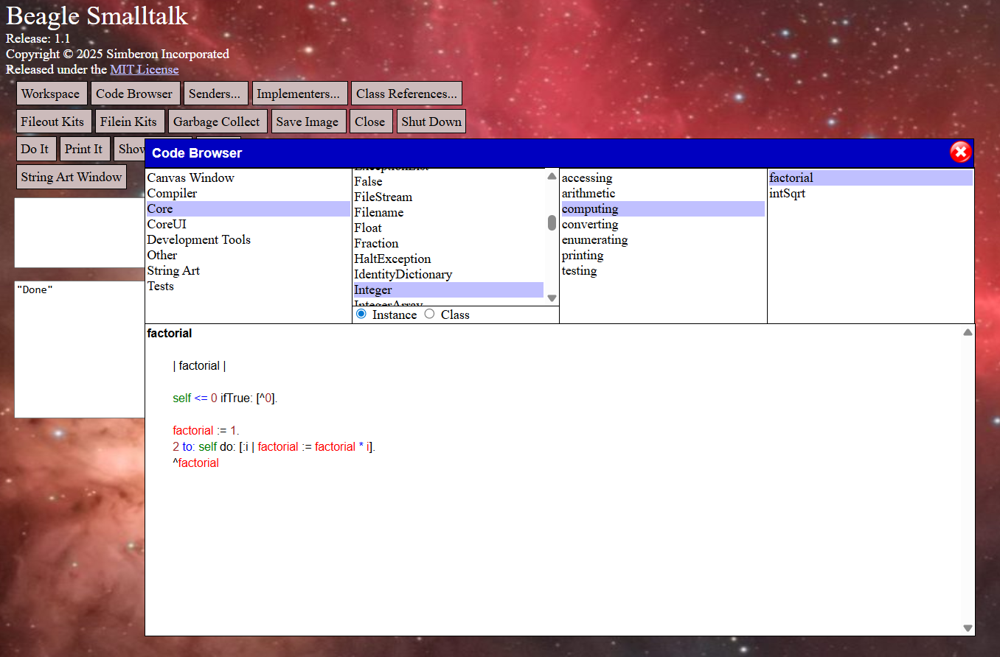 Beagle Smalltalk
Release: 1.1
Copyright © 2025 Simberon Incorporated
Released under the MIT License
Workspace Code Browser Senders... Implementers... Class References...
Fileout Kits Filein Kits Garbage Collect Save Image Close Shut Down
Do It Print It Show
String Art Window
"Done"
Code Browser
Canvas Window
Compiler
Core
CoreUI
Development Tools
Other
String Art
Tests
ExceptionList
False
FileStream
Filename
Float
Fraction
HaltException
IdentityDictionary
Integer
IntegerArray
Instance Class
accessing
arithmetic
computing
converting
enumerating
printing
testing
factorial
intSqrt
factorial
| factorial |
self <= 0 ifTrue: [^0].
factorial := 1.
2 to: self do: [:i | factorial := factorial * i].
^factorial